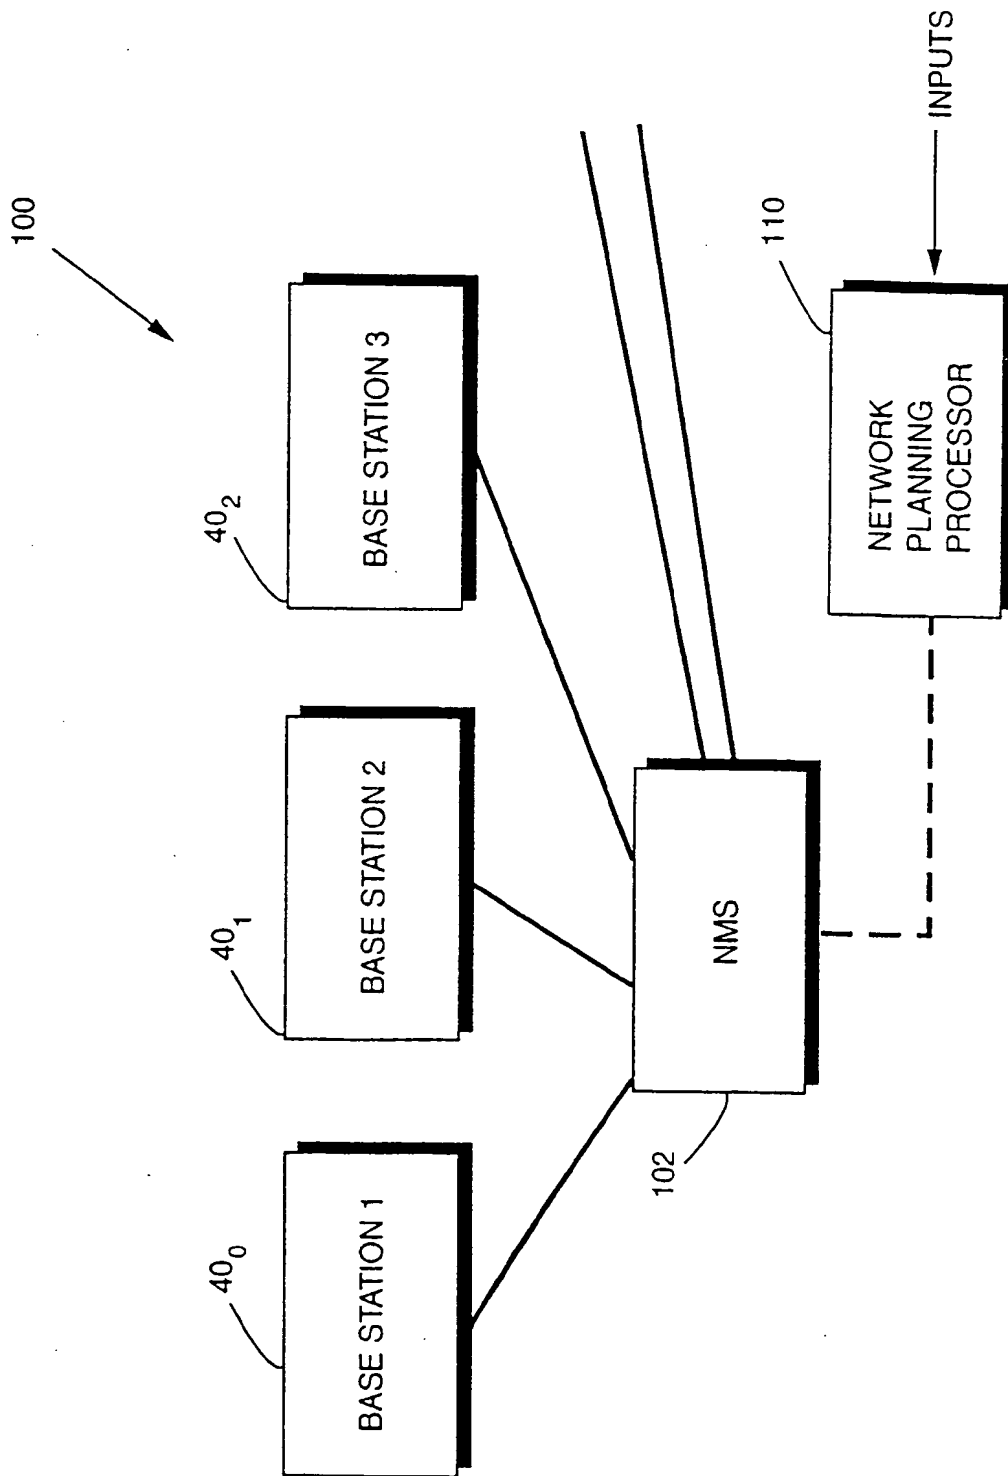 100
40₀
BASE STATION 1
40₁
BASE STATION 2
40₂
BASE STATION 3
102
NMS
110
NETWORK
PLANNING
PROCESSOR
INPUTS